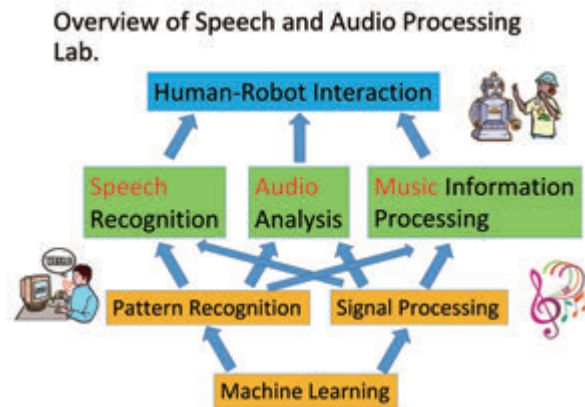 Overview of Speech and Audio Processing
Lab.
Human-Robot Interaction
Speech
Recognition
Audio
Analysis
Music Information
Processing
Pattern Recognition
Signal Processing
Machine Learning